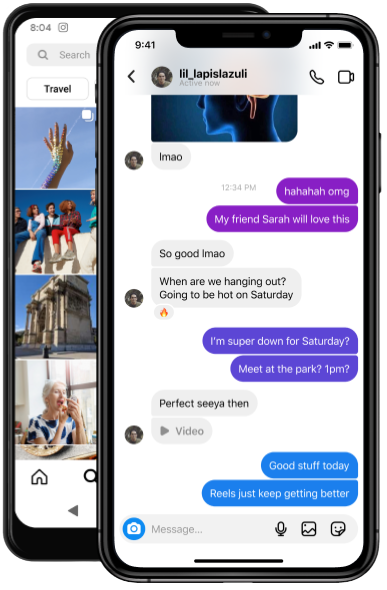 8:04
Search
Travel
9:41
lil_lapislazuli
Active now
lmao
12:34 PM
hahahah omg
My friend Sarah will love this
So good lmao
When are we hanging out?
Going to be hot on Saturday
I'm super down for Saturday?
Meet at the park? 1pm?
Perfect seeya then
Video
Good stuff today
Reels just keep getting better
Message...